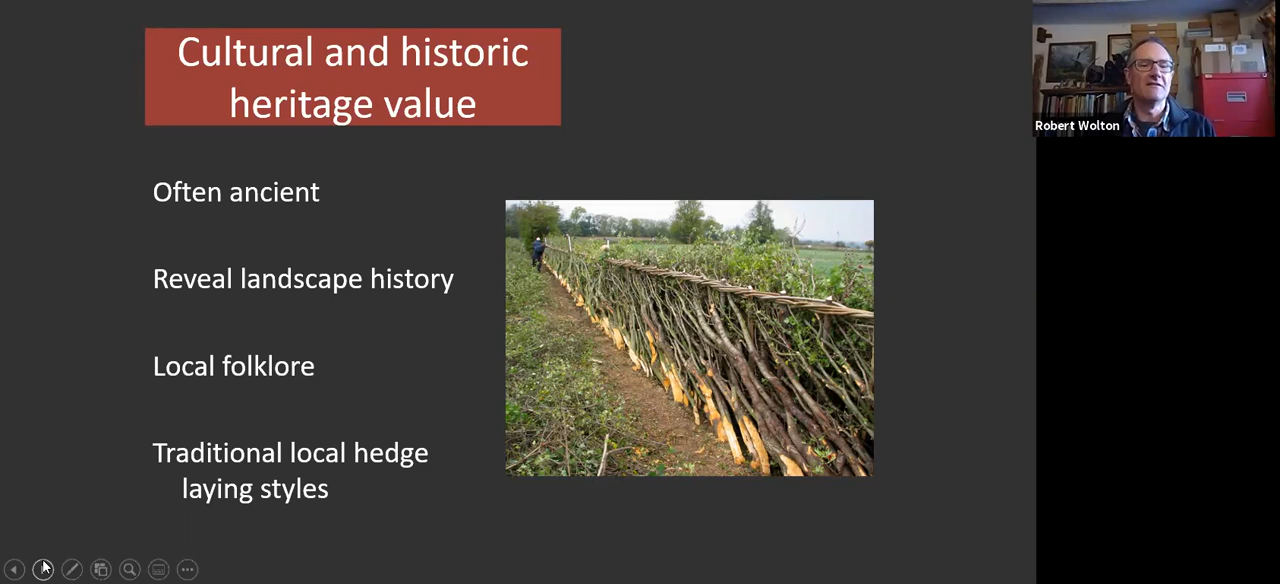 Cultural and historic
heritage value
Often ancient
Reveal landscape history
Local folklore
Traditional local hedge
laying styles
Robert Wolton